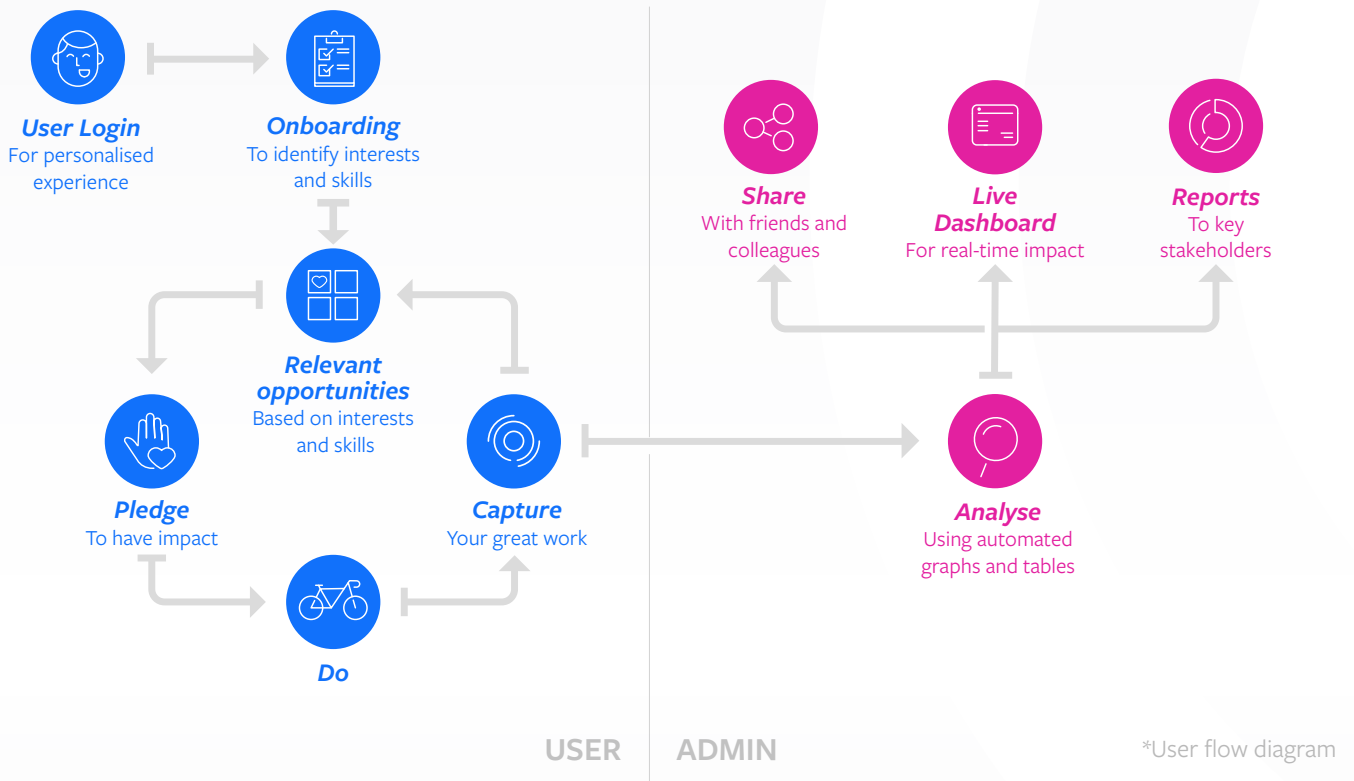 User Login
For personalised
experience
Onboarding
To identify interests
and skills
Relevant
opportunities
Based on interests
and skills
Pledge
To have impact
Capture
Your great work
Do
Share
With friends and
colleagues
Live
Dashboard
For real-time impact
Reports
To key
stakeholders
Analyse
Using automated
graphs and tables
USER
ADMIN
*User flow diagram